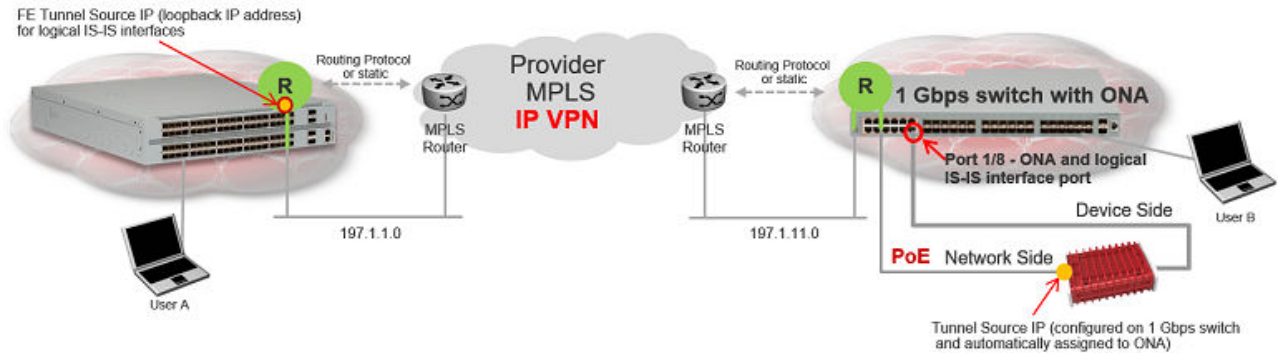 FE Tunnel Source IP (loopback IP address)
for logical IS-IS interfaces
R
Routing Protocol
or static
MPLS
Router
Provider
MPLS
IP VPN
MPLS
Router
Routing Protocol
or static
R
1 Gbps switch with ONA
Port 1/8 - ONA and logical
IS-IS interface port
User A
197.1.1.0
197.1.11.0
User B
Device Side
PoE Network Side
Tunnel Source IP (configured on 1 Gbps switch
and automatically assigned to ONA)